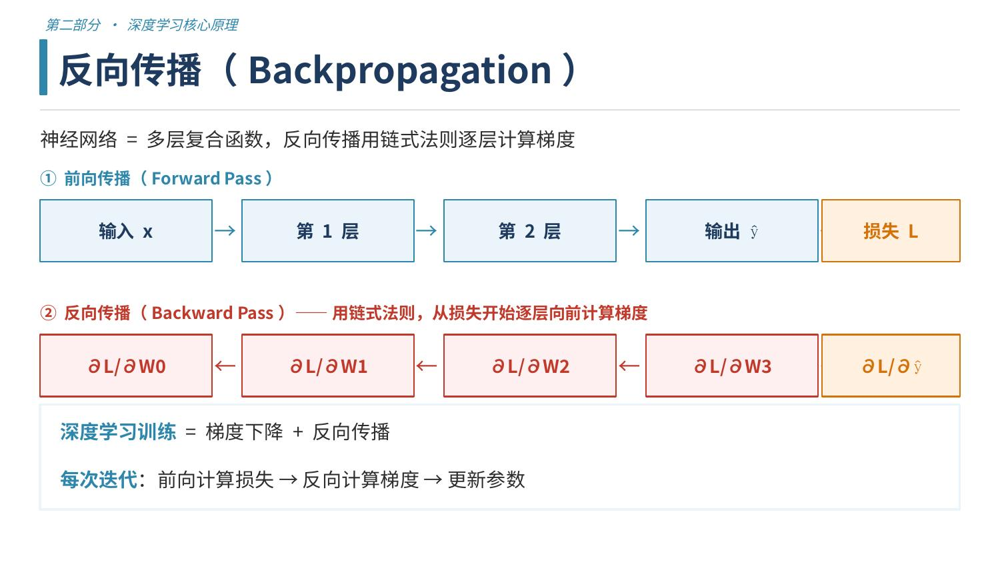 第二部分 · 深度学习核心原理
反向传播（Backpropagation）
神经网络 = 多层复合函数，反向传播用链式法则逐层计算梯度
① 前向传播（Forward Pass）
输入 x → 第 1 层 → 第 2 层 → 输出 ŷ 损失 L
② 反向传播（Backward Pass）—— 用链式法则，从损失开始逐层向前计算梯度
∂L/∂W0 ← ∂L/∂W1 ← ∂L/∂W2 ← ∂L/∂W3 ∂L/∂ŷ
深度学习训练 = 梯度下降 + 反向传播
每次迭代：前向计算损失 → 反向计算梯度 → 更新参数